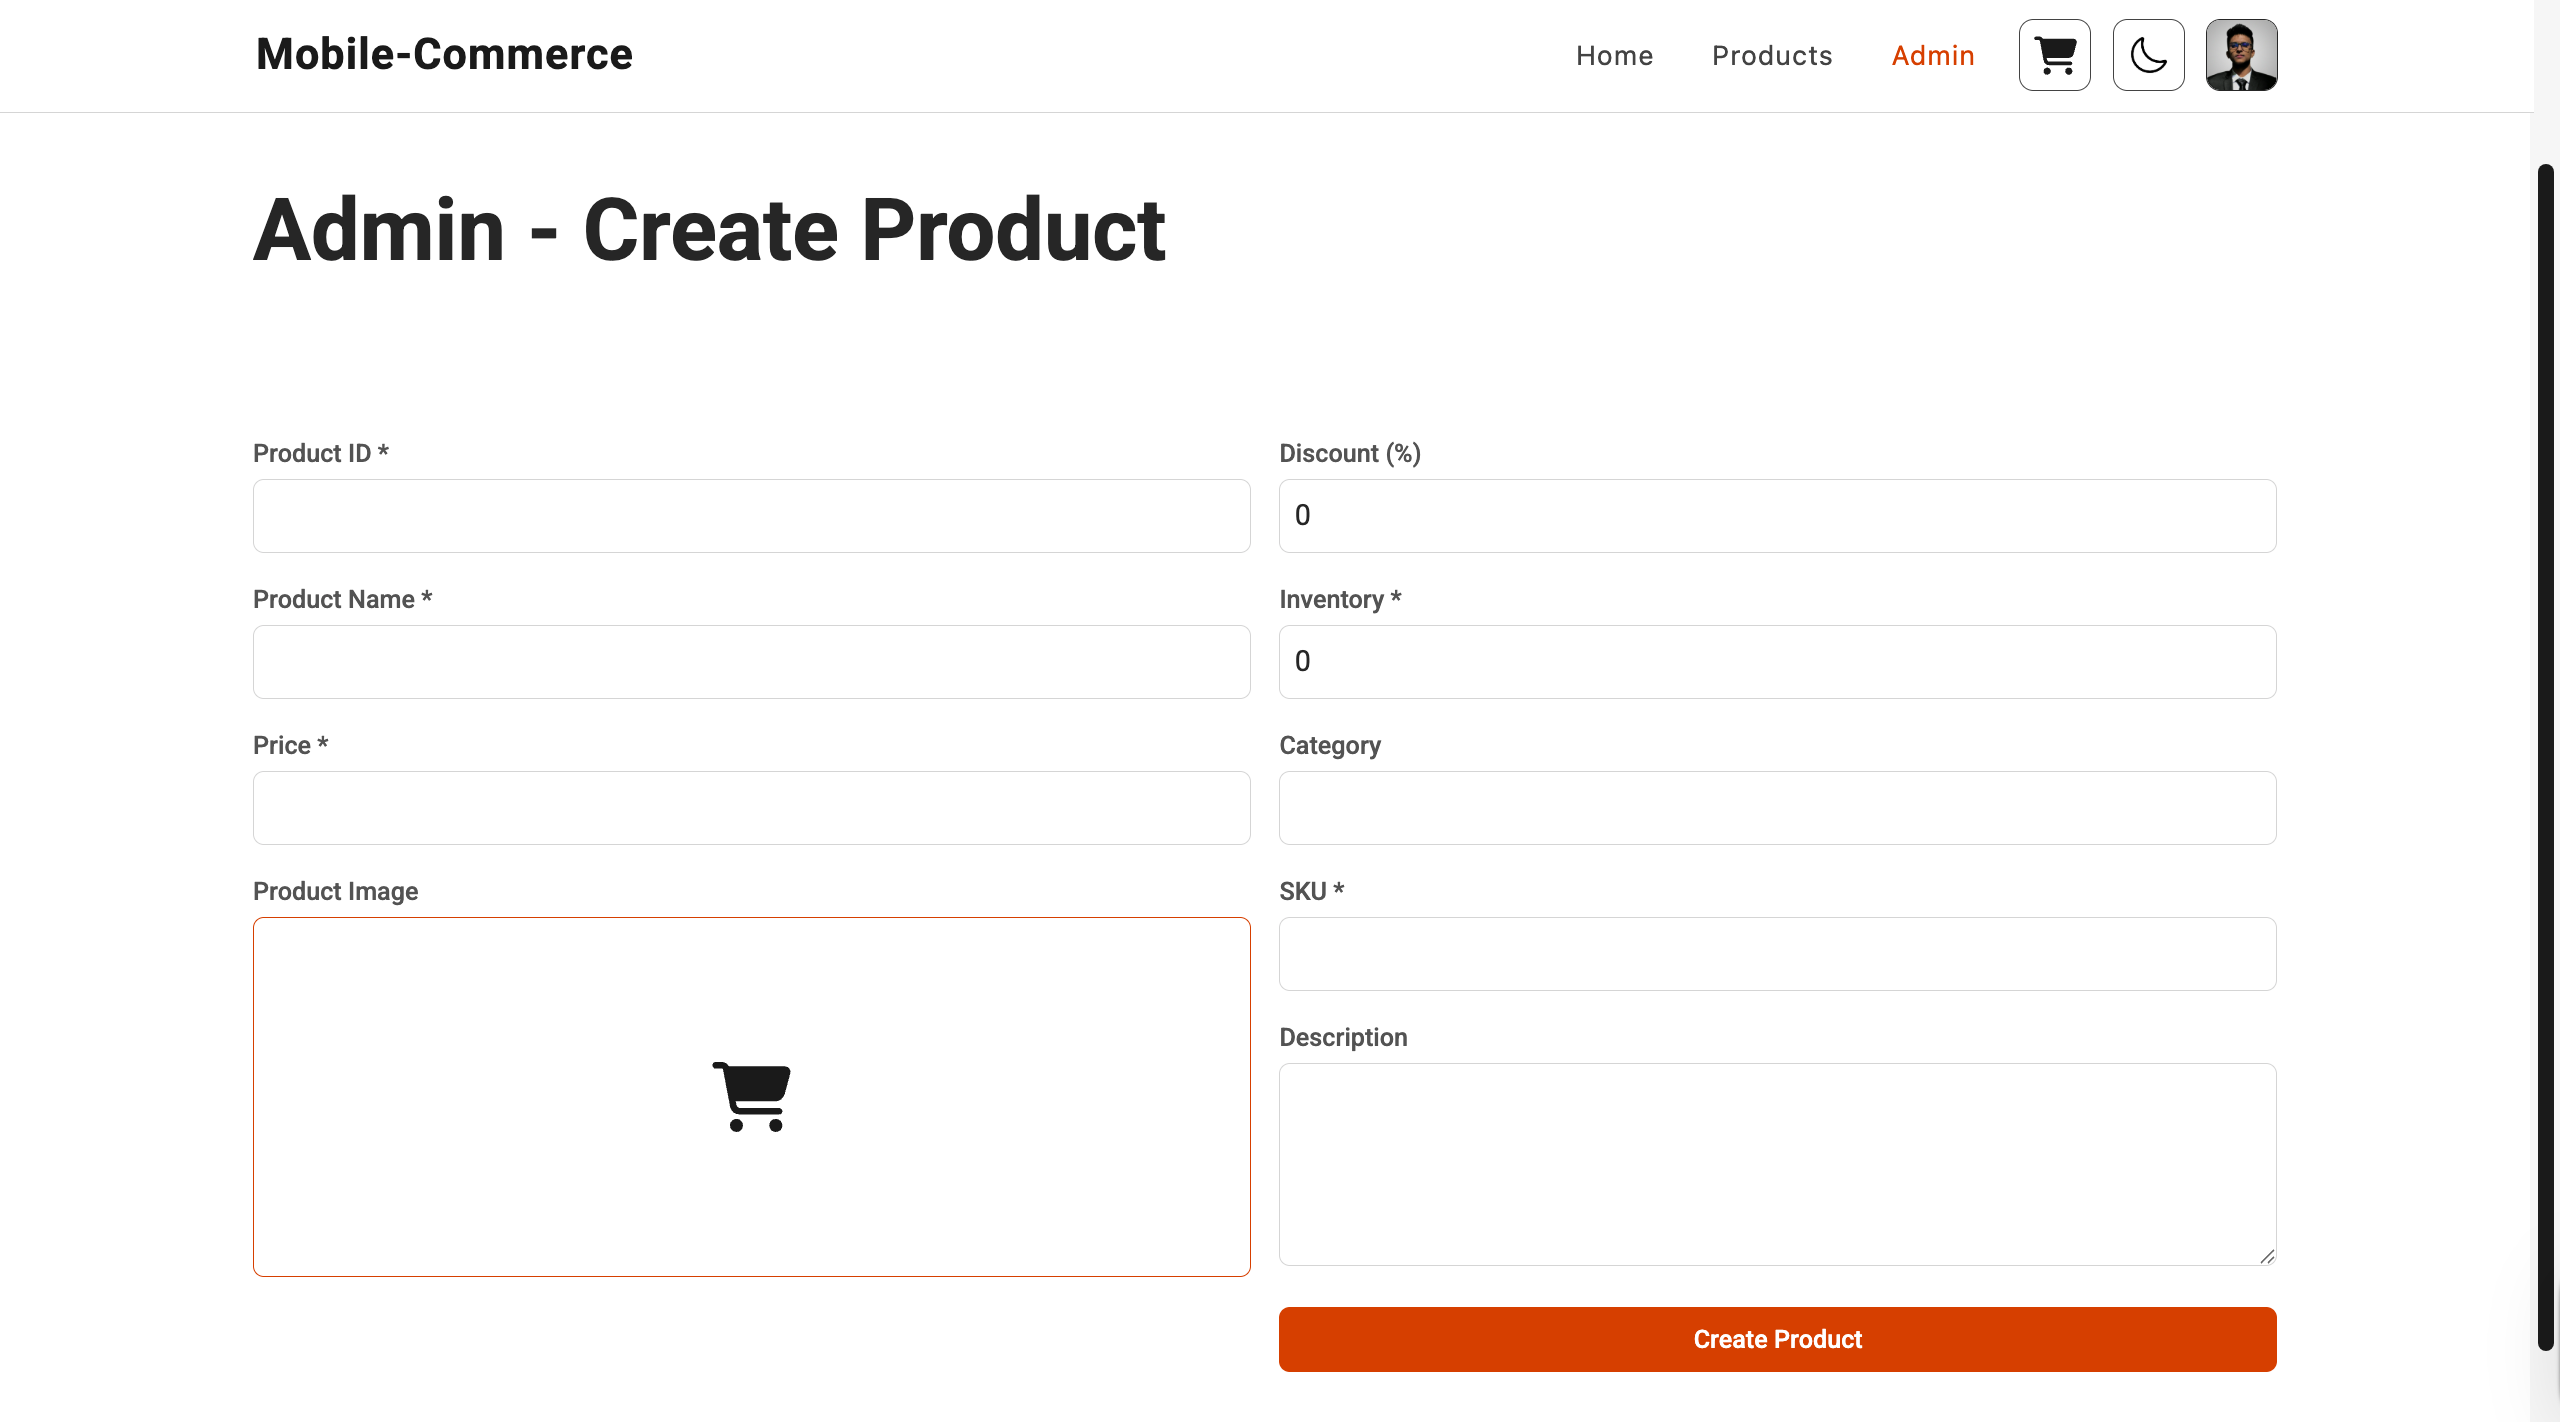 Mobile-Commerce
Home
Products
Admin
Admin - Create Product
Product ID *
Product Name *
Price *
Product Image
Discount (%)
0
Inventory *
0
Category
SKU *
Description
Create Product